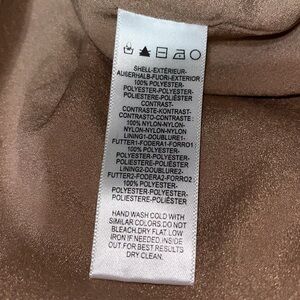 SHELL-EXTÉRIEUR-
AUßERHALB-FUORI-EXTERIOR
100% POLYESTER-
POLYESTER-POLYESTER-
POLIESTERE-POLIÉSTER
CONTRAST-
CONTRASTE-KONTRAST-
CONTRASTO-CONTRASTE :
100% NYLON-NYLON-
NYLON-NYLON-NYLON
LINING1-DOUBLURE1-
FUTTER1-FODERA1-FORRO1 :
100% POLYESTER-
POLYESTER-POLYESTER-
POLIESTERE-POLIÉSTER
LINING2-DOUBLURE2-
FUTTER2-FODERA2-FORRO2 :
100% POLYESTER-
POLYESTER-POLYESTER-
POLIESTERE-POLIÉSTER
HAND WASH COLD WITH
SIMILAR COLORS.DO NOT
BLEACH.DRY FLAT.LOW
IRON IF NEEDED.INSIDE
OUT.FOR BEST RESULTS
DRY CLEAN.